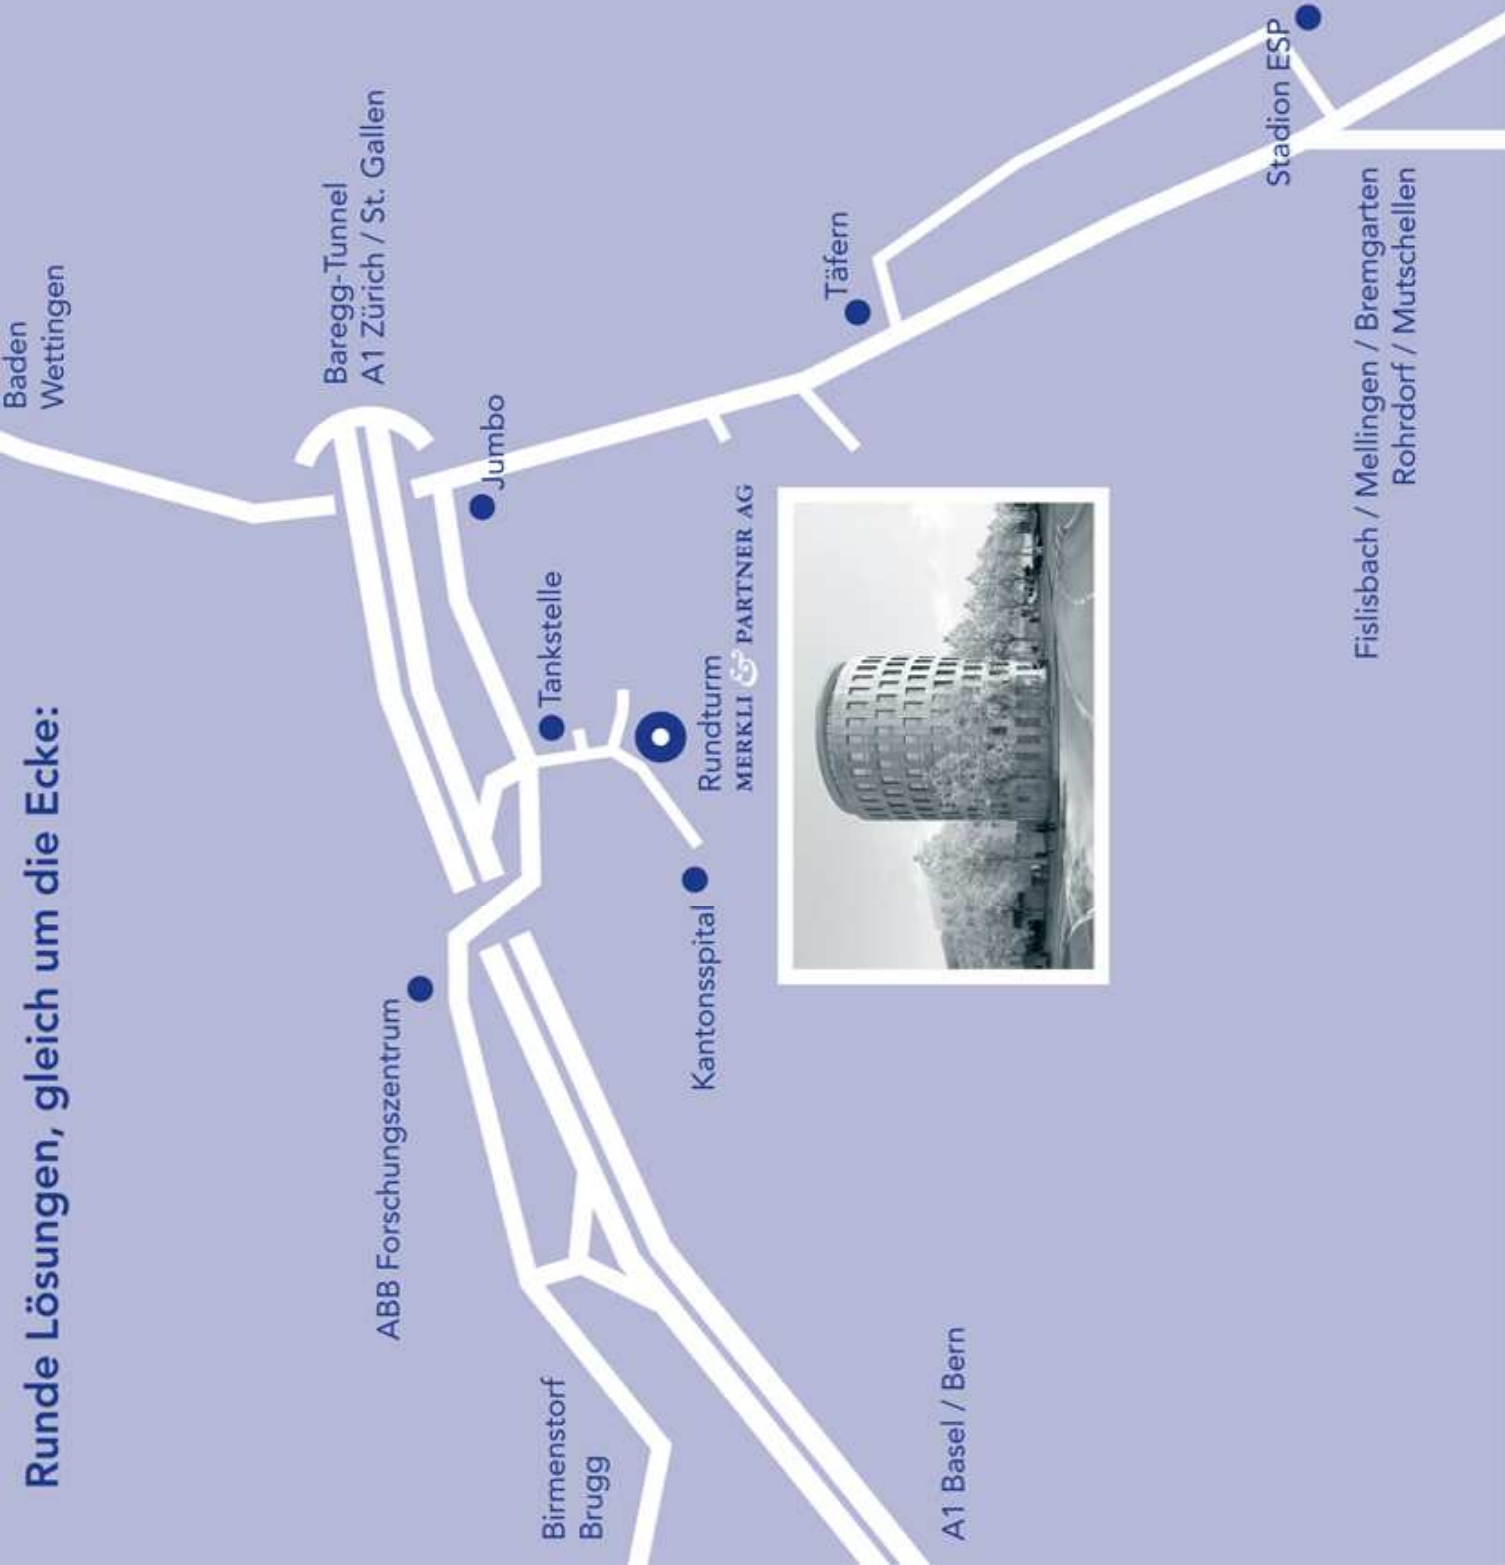 Runde Lösungen, gleich um die Ecke:
Baden
Wettingen
Baregg-Tunnel
A1 Zürich / St. Gallen
ABB Forschungszentrum
Jumbo
Birmenstorf
Brugg
Tankstelle
Kantonsspital
Rundturm
MERKLI & PARTNER AG
Täfern
A1 Basel / Bern
Stadion ESP
Fislisbach / Mellingen / Bremgarten
Rohrdorf / Mutschellen